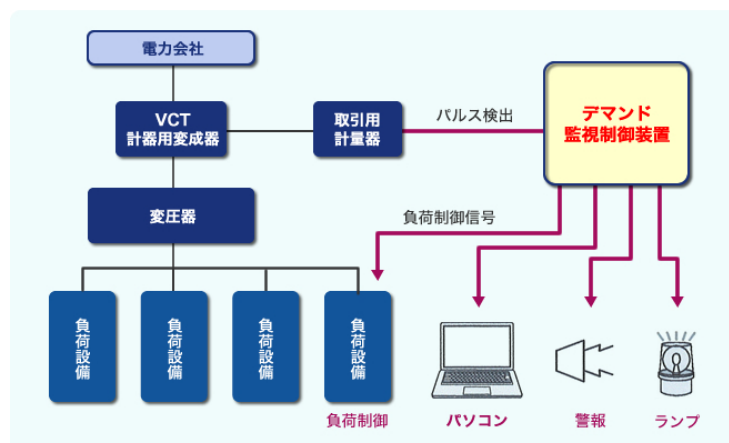 電力会社
VCT
計器用変成器
取引用
計量器
パルス検出
デマンド
監視制御装置
変圧器
負荷制御信号
負荷設備
負荷設備
負荷設備
負荷設備
負荷制御
パソコン
警報
ランプ